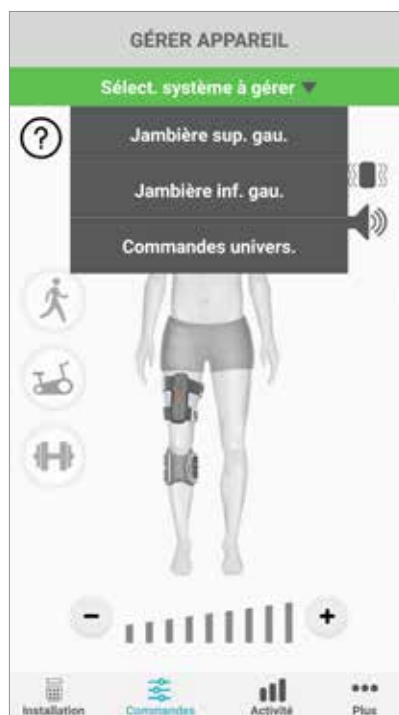 GÉRER APPAREIL
Sélect. système à gérer
?
Jambière sup. gau.
Jambière inf. gau.
Commandes univers.
- +
Installation Commandes Activité Plus